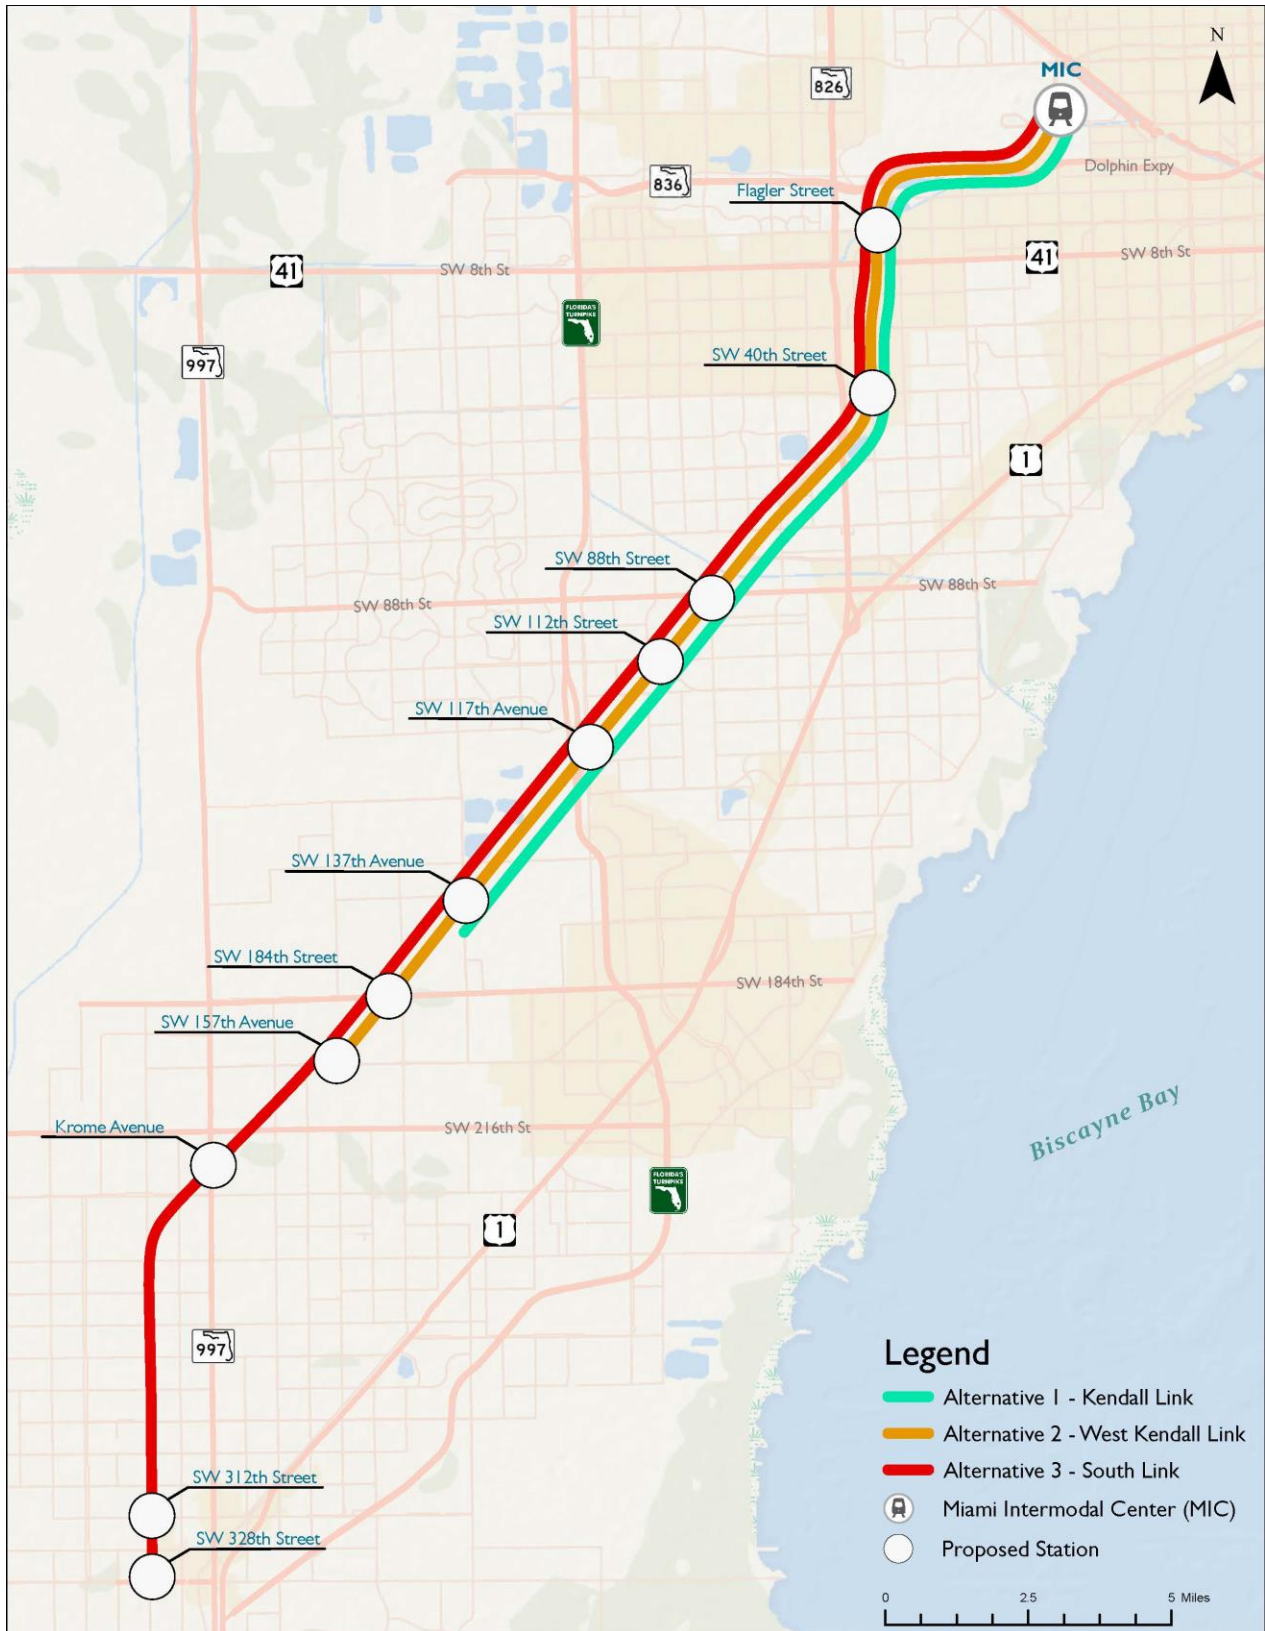 N
MIC
826
Dolphin Expy
836
Flagler Street
41
SW 8th St
41
SW 8th St
FLORIDA'S
TURNPIKE
997
SW 40th Street
1
SW 88th Street
SW 88th St
SW 88th St
SW 112th Street
SW 117th Avenue
SW 137th Avenue
SW 184th Street
SW 184th St
SW 157th Avenue
Krome Avenue
SW 216th St
Biscayne Bay
FLORIDA'S
TURNPIKE
1
997
Legend
Alternative 1 - Kendall Link
Alternative 2 - West Kendall Link
Alternative 3 - South Link
Miami Intermodal Center (MIC)
Proposed Station
SW 312th Street
SW 328th Street
0 2.5 5 Miles